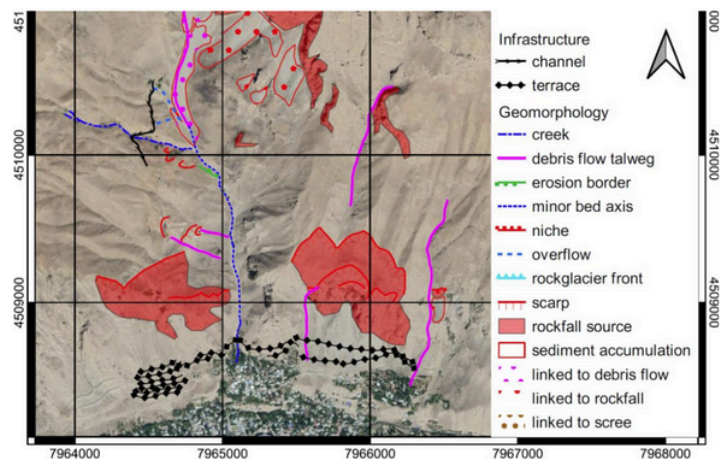 451
000
Infrastructure
channel
terrace
Geomorphology
creek
4510000
4510000
debris flow talweg
erosion border
minor bed axis
niche
overflow
rockglacier front
4509000
4509000
scarp
rockfall source
sediment accumulation
linked to debris flow
linked to rockfall
linked to scree
7964000 7965000 7966000 7967000 7968000